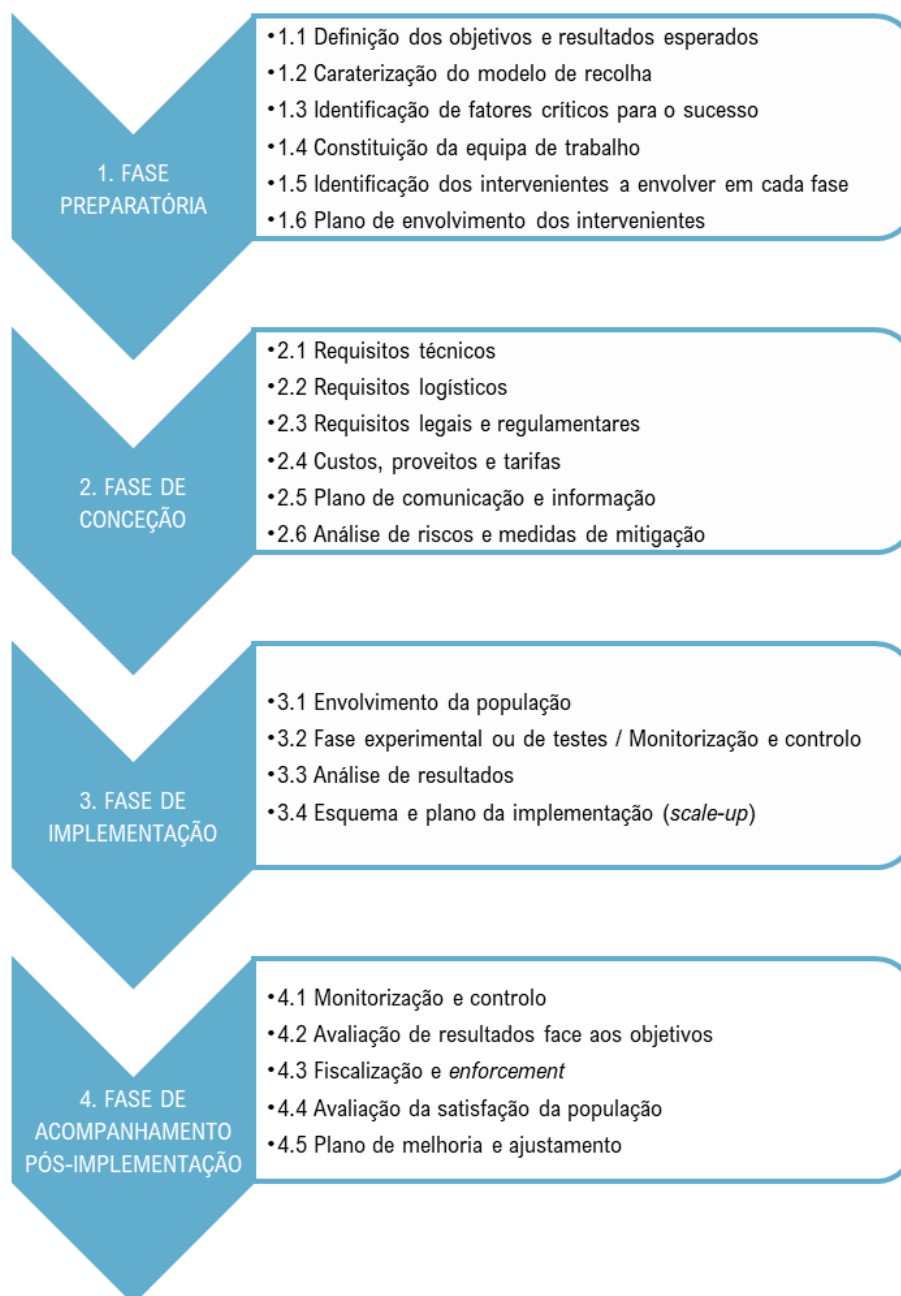 1. FASE
PREPARATÓRIA
•1.1 Definição dos objetivos e resultados esperados
•1.2 Caraterização do modelo de recolha
•1.3 Identificação de fatores críticos para o sucesso
•1.4 Constituição da equipa de trabalho
•1.5 Identificação dos intervenientes a envolver em cada fase
•1.6 Plano de envolvimento dos intervenientes
2. FASE DE
CONCEÇÃO
•2.1 Requisitos técnicos
•2.2 Requisitos logísticos
•2.3 Requisitos legais e regulamentares
•2.4 Custos, proveitos e tarifas
•2.5 Plano de comunicação e informação
•2.6 Análise de riscos e medidas de mitigação
3. FASE DE
IMPLEMENTAÇÃO
•3.1 Envolvimento da população
•3.2 Fase experimental ou de testes / Monitorização e controlo
•3.3 Análise de resultados
•3.4 Esquema e plano da implementação (scale-up)
4. FASE DE
ACOMPANHAMENTO
PÓS-IMPLEMENTAÇÃO
•4.1 Monitorização e controlo
•4.2 Avaliação de resultados face aos objetivos
•4.3 Fiscalização e enforcement
•4.4 Avaliação da satisfação da população
•4.5 Plano de melhoria e ajustamento